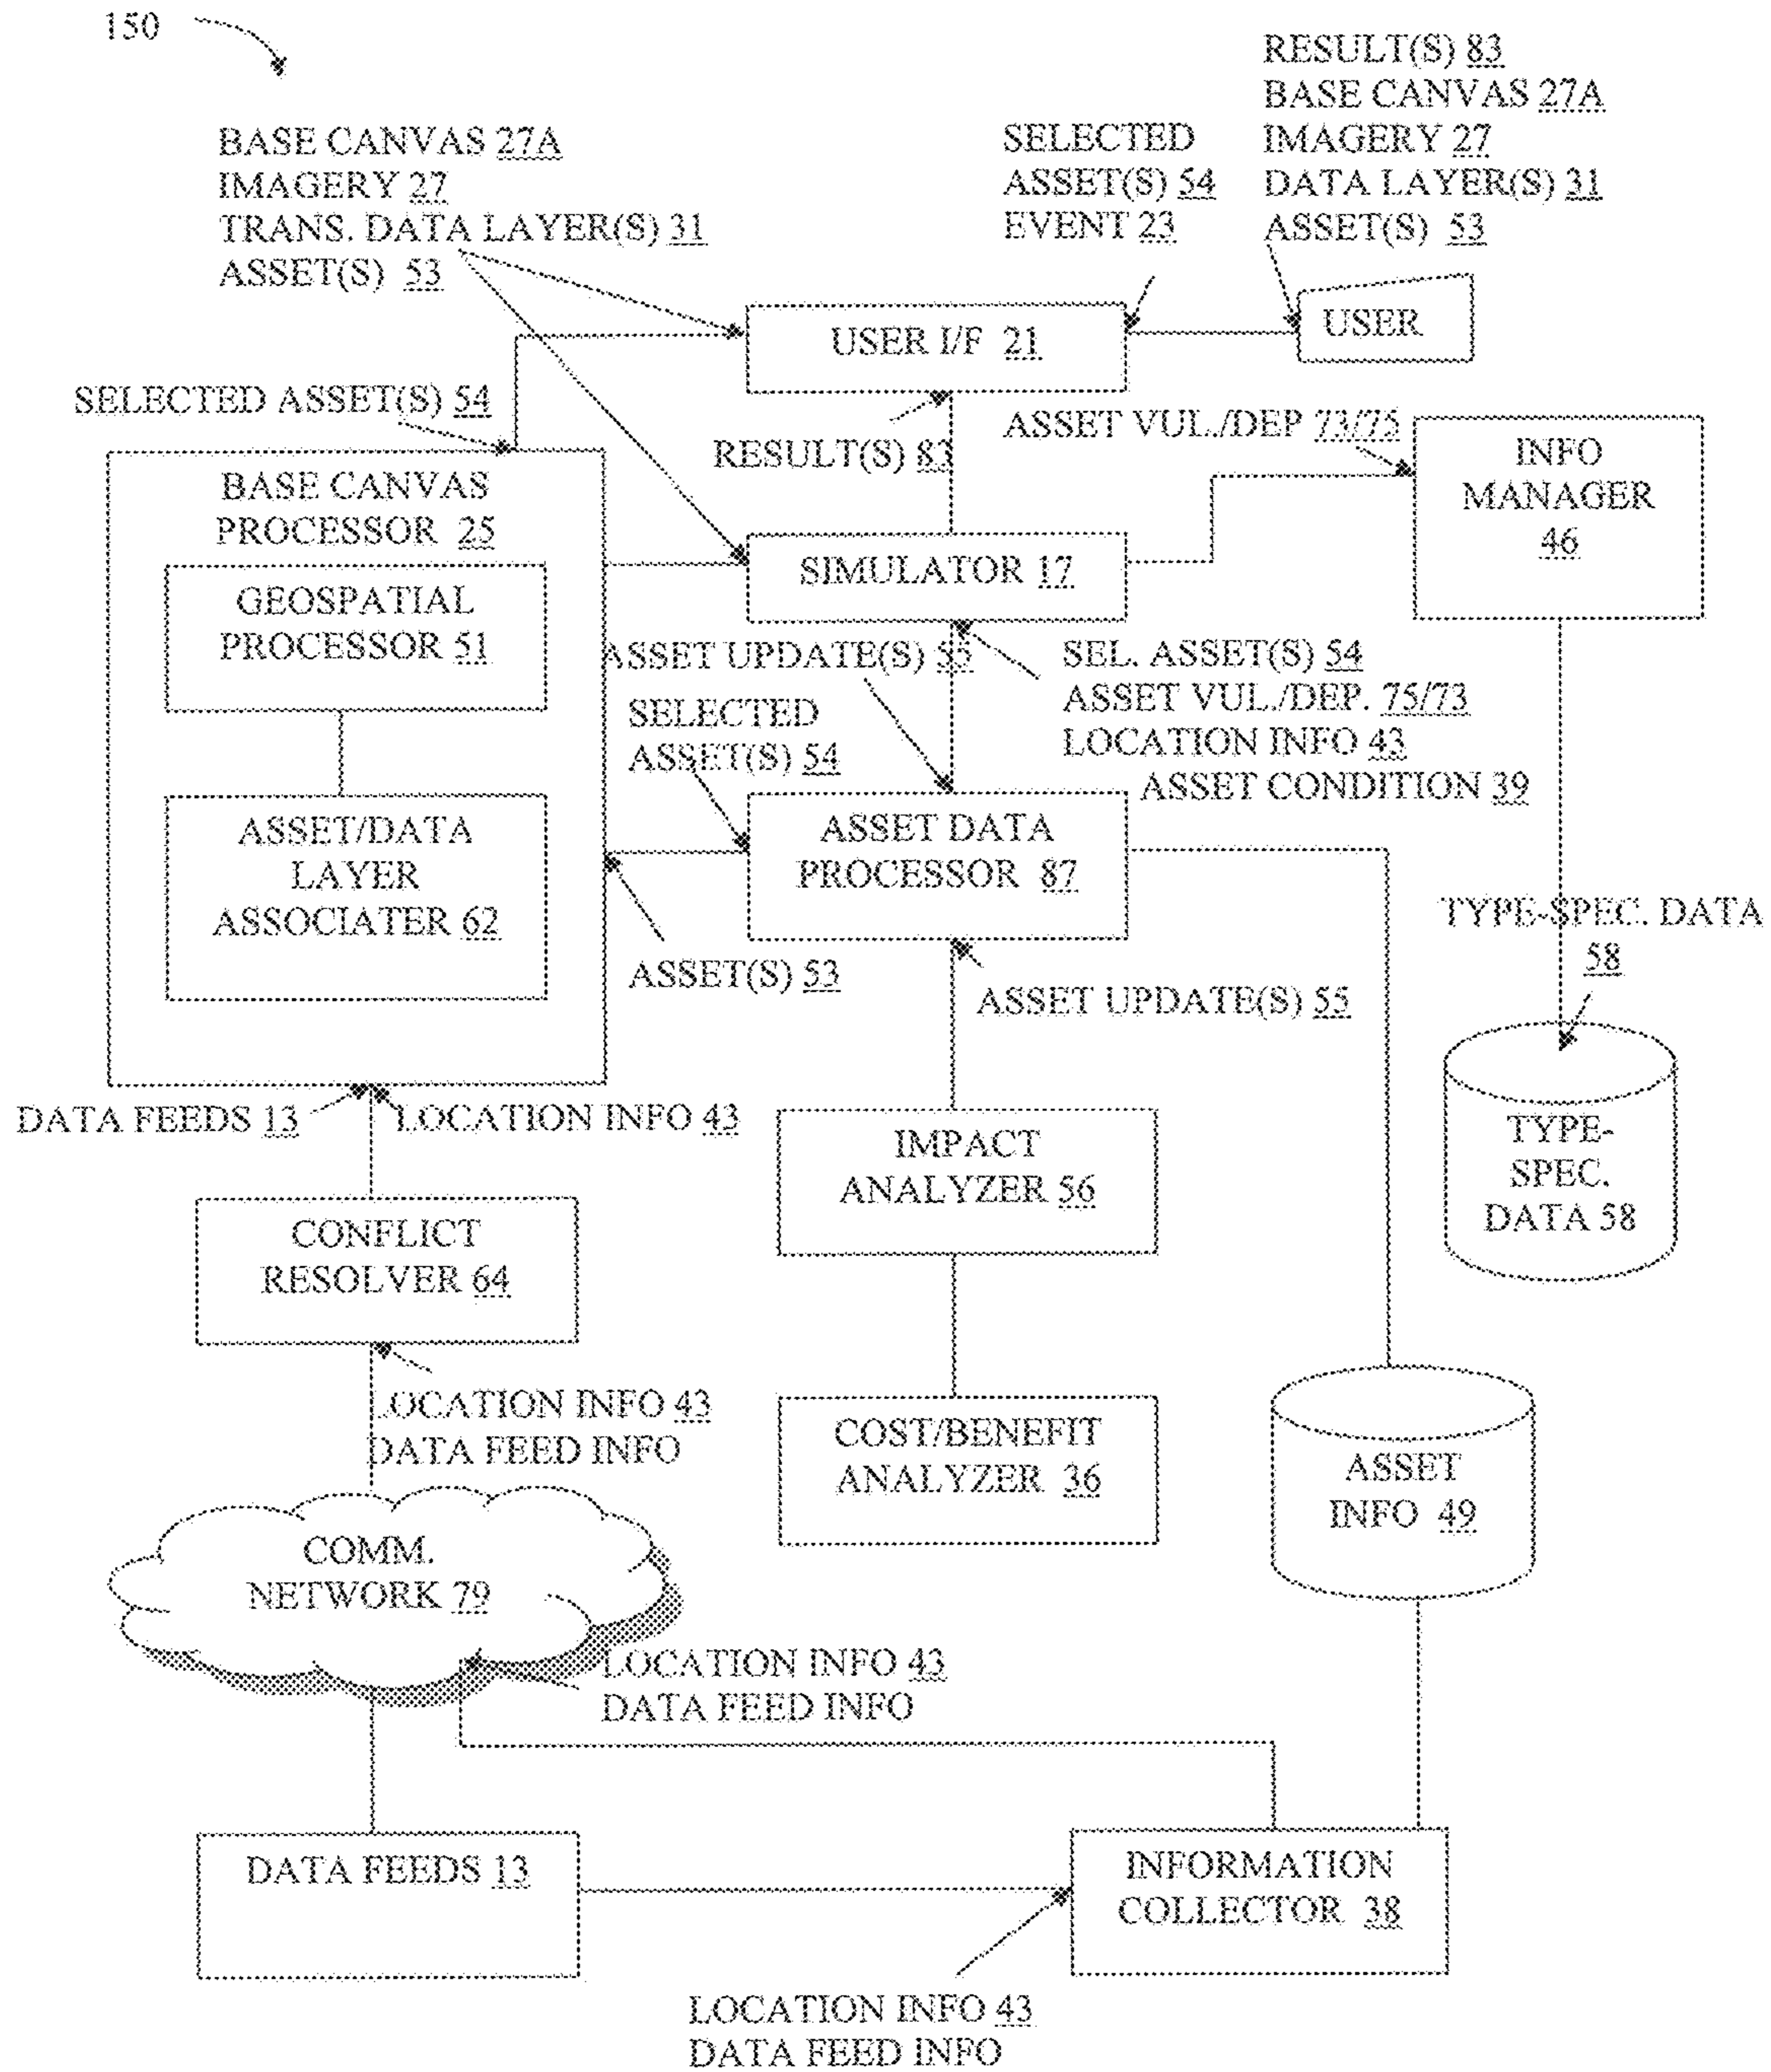 150
BASE CANVAS 27A
IMAGERY 27
TRANS. DATA LAYER(S) 31
ASSET(S) 53
SELECTED
ASSET(S) 54
EVENT 23
RESULT(S) 83
BASE CANVAS 27A
IMAGERY 27
DATA LAYER(S) 31
ASSET(S) 53
USER I/F 21
USER
SELECTED ASSET(S) 54
RESULT(S) 83
ASSET VUL./DEP 73/75
INFO
MANAGER
46
BASE CANVAS
PROCESSOR 25
GEOSPATIAL
PROCESSOR 51
SIMULATOR 17
ASSET UPDATE(S) 55
SEL. ASSET(S) 54
ASSET VUL./DEP. 75/73
LOCATION INFO 43
ASSET CONDITION 39
SELECTED
ASSET(S) 54
ASSET/DATA
LAYER
ASSOCIATER 62
ASSET DATA
PROCESSOR 87
TYPE-SPEC. DATA
58
ASSET(S) 53
ASSET UPDATE(S) 55
DATA FEEDS 13
LOCATION INFO 43
IMPACT
ANALYZER 56
TYPE-
SPEC.
DATA 58
CONFLICT
RESOLVER 64
LOCATION INFO 43
DATA FEED INFO
COST/BENEFIT
ANALYZER 36
ASSET
INFO 49
COMM.
NETWORK 79
LOCATION INFO 43
DATA FEED INFO
DATA FEEDS 13
INFORMATION
COLLECTOR 38
LOCATION INFO 43
DATA FEED INFO